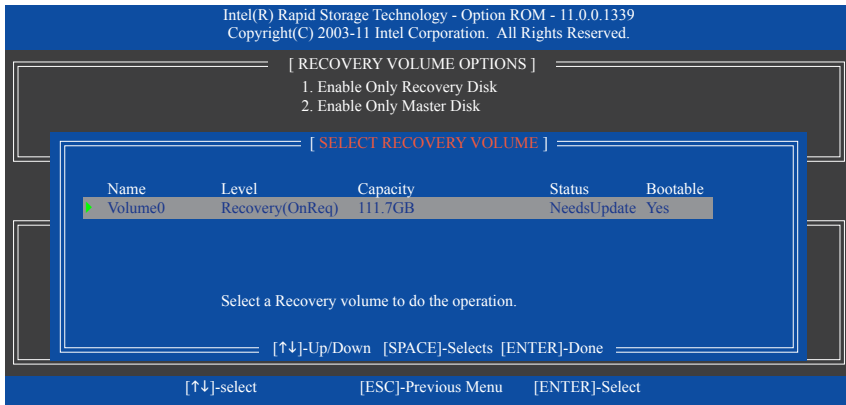 Intel(R) Rapid Storage Technology - Option ROM - 11.0.0.1339
Copyright(C) 2003-11 Intel Corporation. All Rights Reserved.
[ RECOVERY VOLUME OPTIONS ]
1. Enable Only Recovery Disk
2. Enable Only Master Disk
[ SELECT RECOVERY VOLUME ]
Name Level Capacity Status Bootable
Volume0 Recovery(OnReq) 111.7GB NeedsUpdate Yes
Select a Recovery volume to do the operation.
[↑↓]-Up/Down [SPACE]-Selects [ENTER]-Done
[↑↓]-select [ESC]-Previous Menu [ENTER]-Select